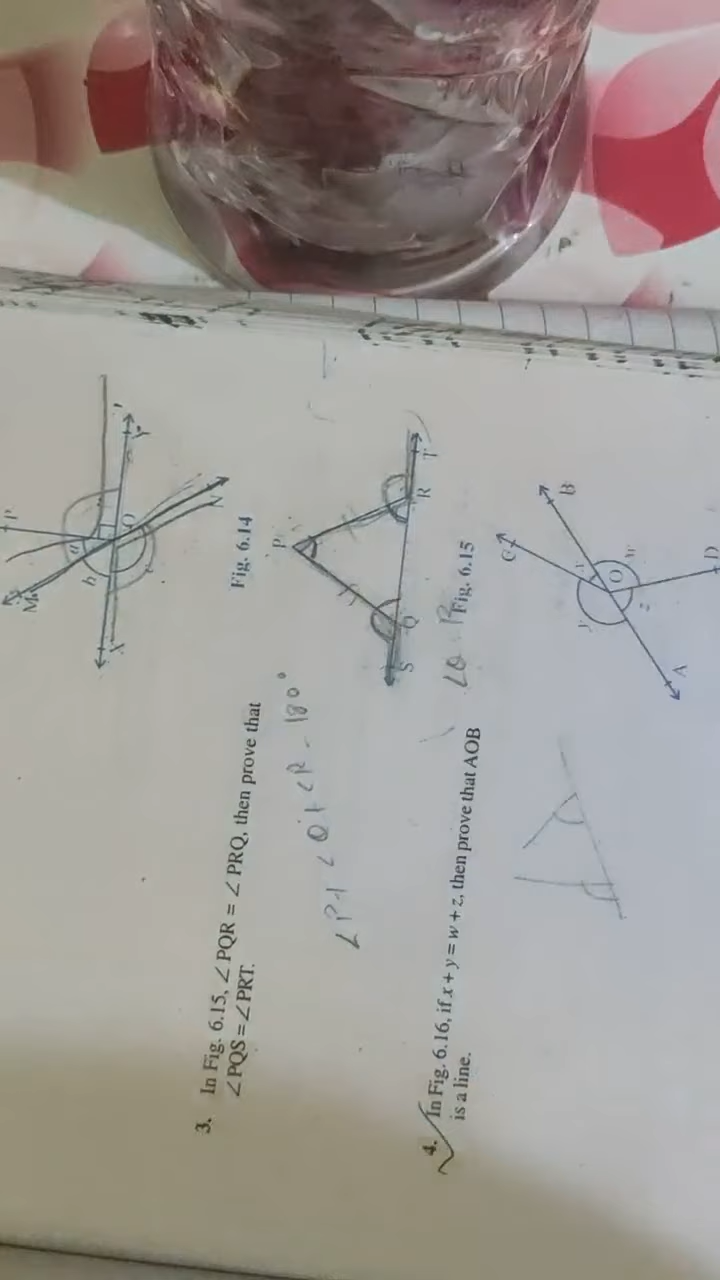 P
M
a
b
c
X
O
Y
N
Fig. 6.14
3. In Fig. 6.15, ∠ PQR = ∠ PRQ, then prove that
∠ PQS = ∠ PRT.
P
S
Q
R
T
Fig. 6.15
∠P+ ∠Q+ ∠R - 180°
∠Q
4. In Fig. 6.16, if x + y = w + z, then prove that AOB
is a line.
C
B
x
y
O
w
z
A
D